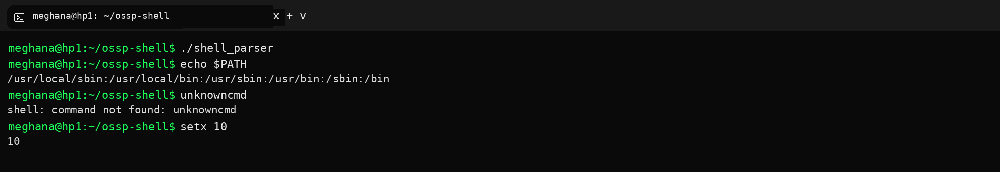 meghana@hp1: ~/ossp-shell x + v
meghana@hp1:~/ossp-shell$ ./shell_parser
meghana@hp1:~/ossp-shell$ echo $PATH
/usr/local/sbin:/usr/local/bin:/usr/sbin:/usr/bin:/sbin:/bin
meghana@hp1:~/ossp-shell$ unknowncmd
shell: command not found: unknowncmd
meghana@hp1:~/ossp-shell$ setx 10
10